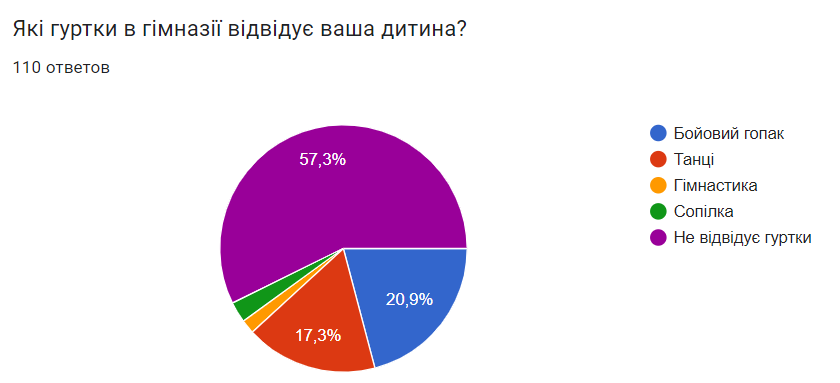 Які гуртки в гімназії відвідує ваша дитина?
110 ответов
57,3%
20,9%
17,3%
Бойовий гопак
Танці
Гімнастика
Сопілка
Не відвідує гуртки